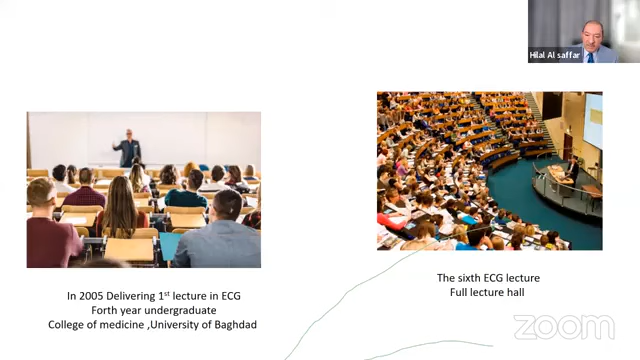 Hilal Al saffar
In 2005 Delivering 1st lecture in ECG
Forth year undergraduate
College of medicine ,University of Baghdad
The sixth ECG lecture
Full lecture hall
zoom